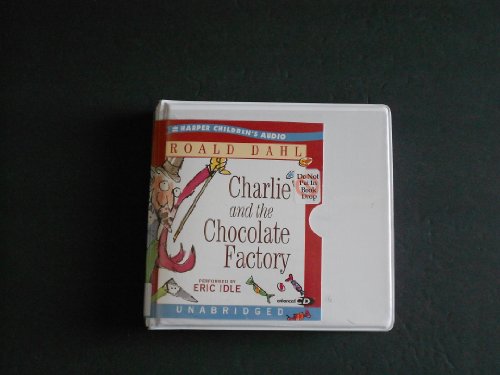 HARPER CHILDREN'S AUDIO
ROALD DAHL
Do Not
Put In
Book
Drop
Charlie
and the
Chocolate
Factory
PERFORMED BY
ERIC IDLE
enhanced CD
UNABRIDGED